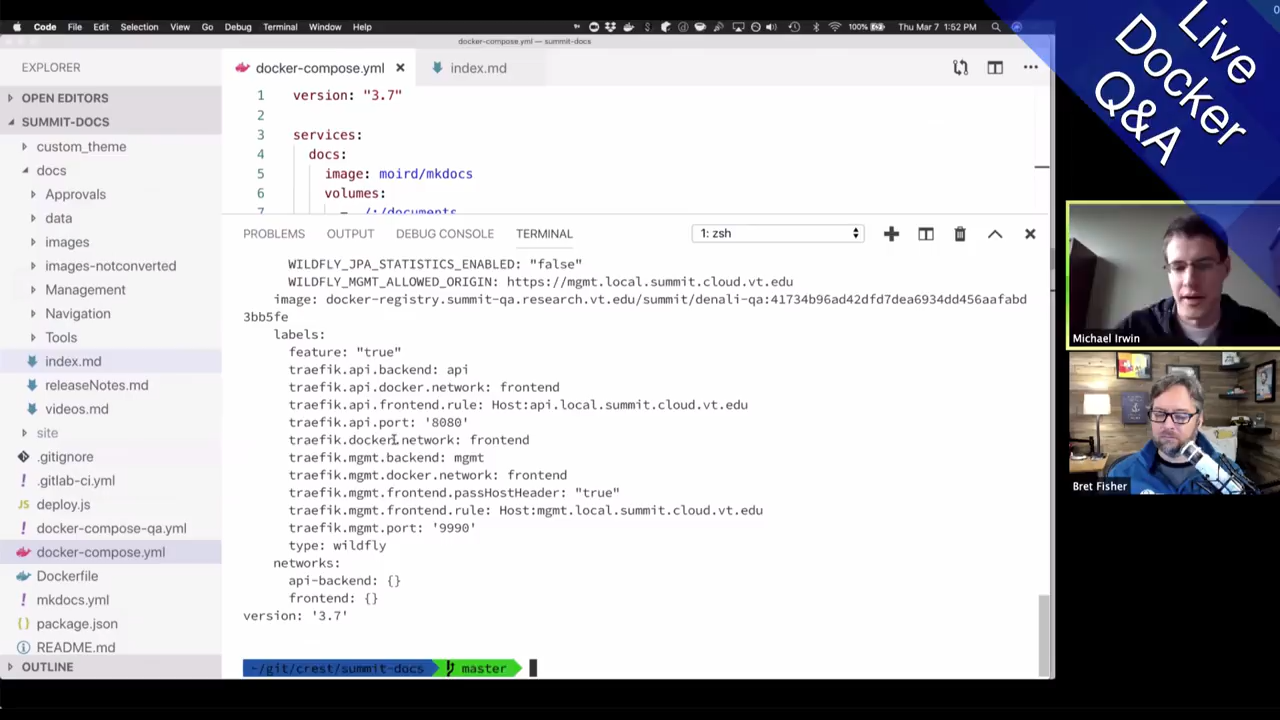 Code File Edit Selection View Go Debug Terminal Window Help
100% Thu Mar 7 1:52 PM
docker-compose.yml — summit-docs
EXPLORER
OPEN EDITORS
SUMMIT-DOCS
custom_theme
docs
Approvals
data
images
images-notconverted
Management
Navigation
Tools
index.md
releaseNotes.md
videos.md
site
.gitignore
.gitlab-ci.yml
deploy.js
docker-compose-qa.yml
docker-compose.yml
Dockerfile
mkdocs.yml
package.json
README.md
OUTLINE
docker-compose.yml
index.md
1 version: "3.7"
2
3 services:
4 docs:
5 image: moird/mkdocs
6 volumes:
7 - ./:/documents
PROBLEMS OUTPUT DEBUG CONSOLE TERMINAL
1: zsh
WILDFLY_JPA_STATISTICS_ENABLED: "false"
WILDFLY_MGMT_ALLOWED_ORIGIN: https://mgmt.local.summit.cloud.vt.edu
image: docker-registry.summit-qa.research.vt.edu/summit/denali-qa:41734b96ad42dfd7dea6934dd456aafabd
3bb5fe
labels:
feature: "true"
traefik.api.backend: api
traefik.api.docker.network: frontend
traefik.api.frontend.rule: Host:api.local.summit.cloud.vt.edu
traefik.api.port: '8080'
traefik.docker.network: frontend
traefik.mgmt.backend: mgmt
traefik.mgmt.docker.network: frontend
traefik.mgmt.frontend.passHostHeader: "true"
traefik.mgmt.frontend.rule: Host:mgmt.local.summit.cloud.vt.edu
traefik.mgmt.port: '9990'
type: wildfly
networks:
api-backend: {}
frontend: {}
version: '3.7'
~/git/crest/summit-docs master
Live
Docker
Q&A
Michael Irwin
Bret Fisher